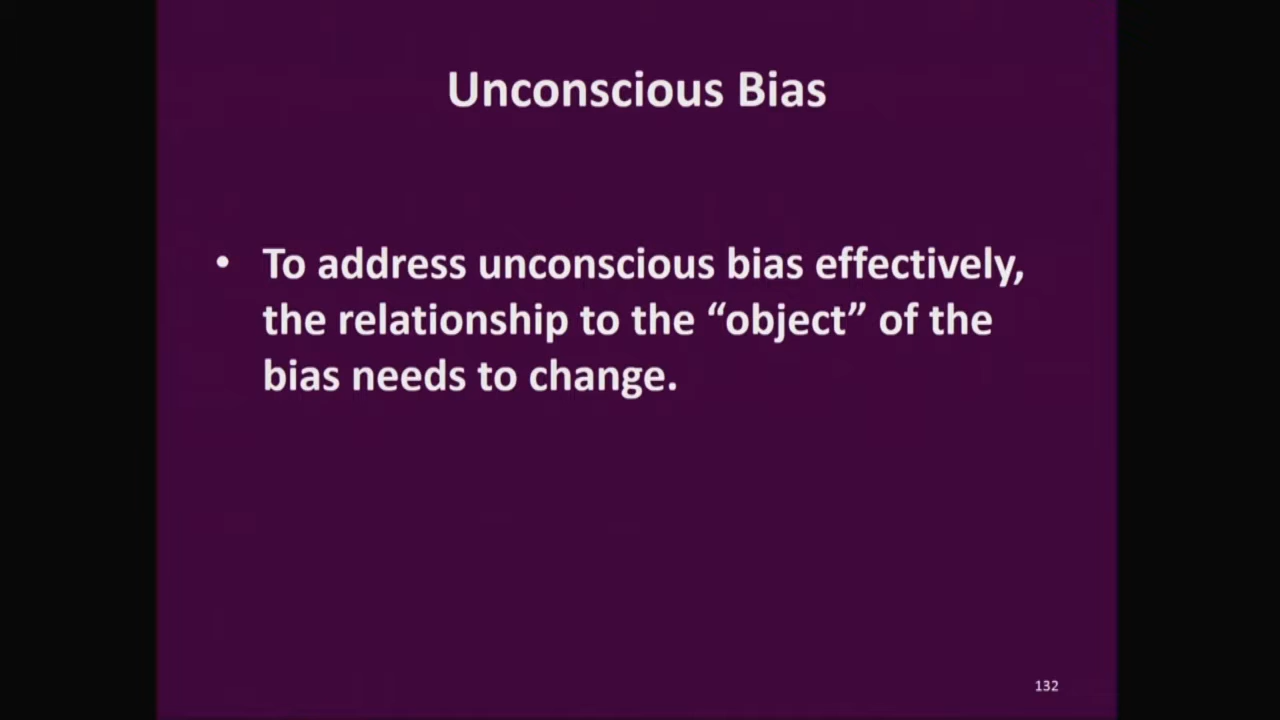 Unconscious Bias
• To address unconscious bias effectively,
the relationship to the “object” of the
bias needs to change.
132